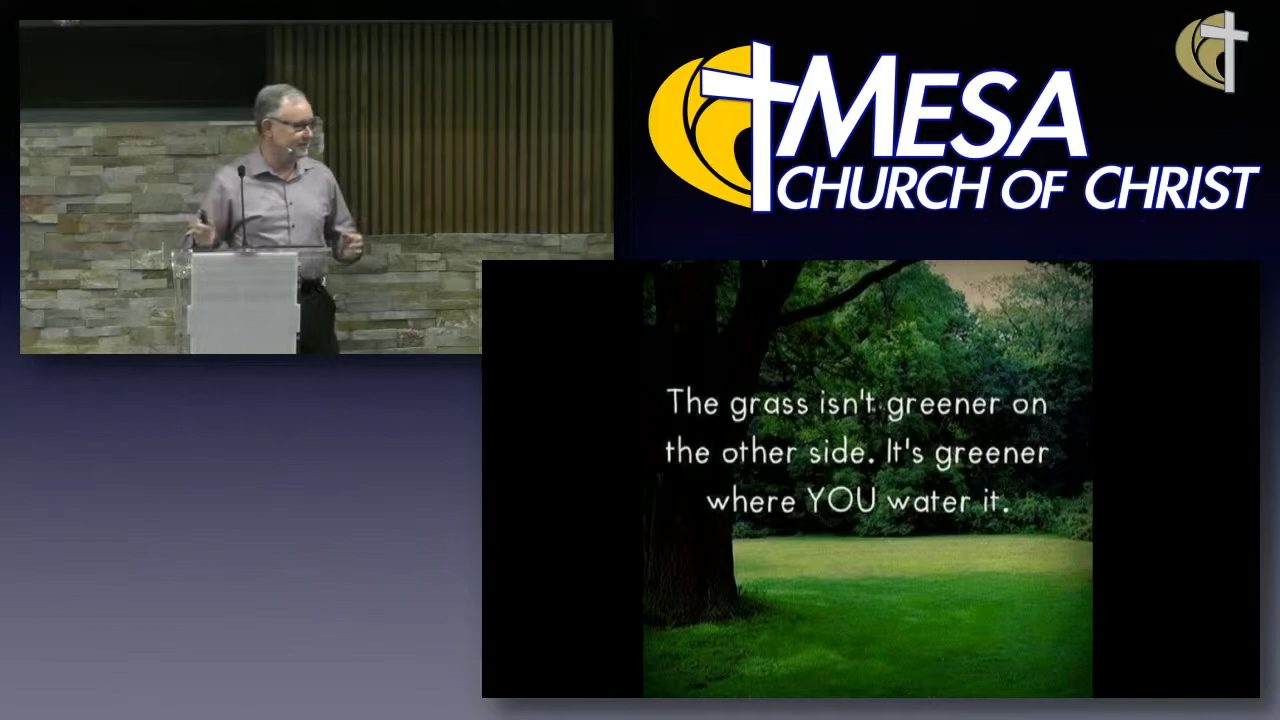 MESA
CHURCH OF CHRIST
The grass isn't greener on
the other side. It's greener
where YOU water it.